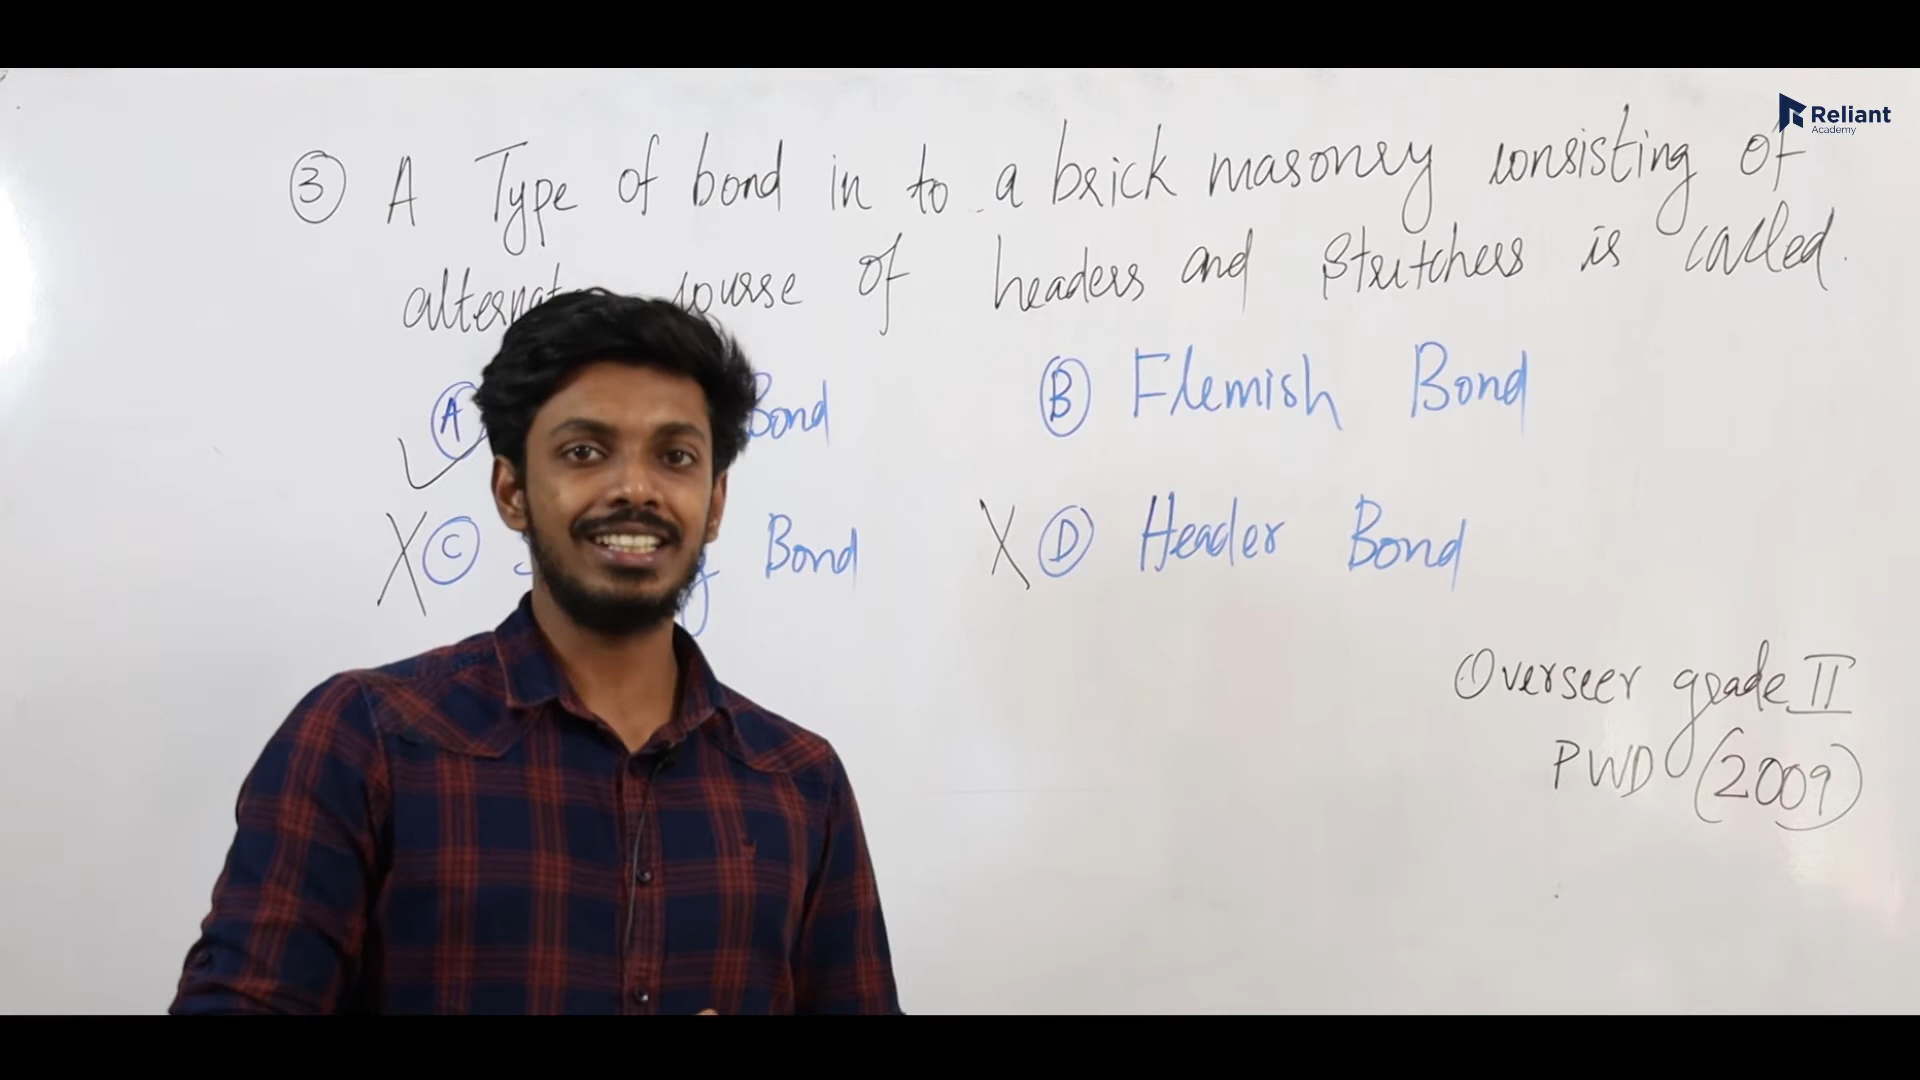 Reliant
Academy
③ A Type of bond in to a brick masonry consisting of
course of headers and Stretchers is called.
A Bond
B Flemish Bond
X C Bond
X D Header Bond
Overseer grade II
PWD (2009)